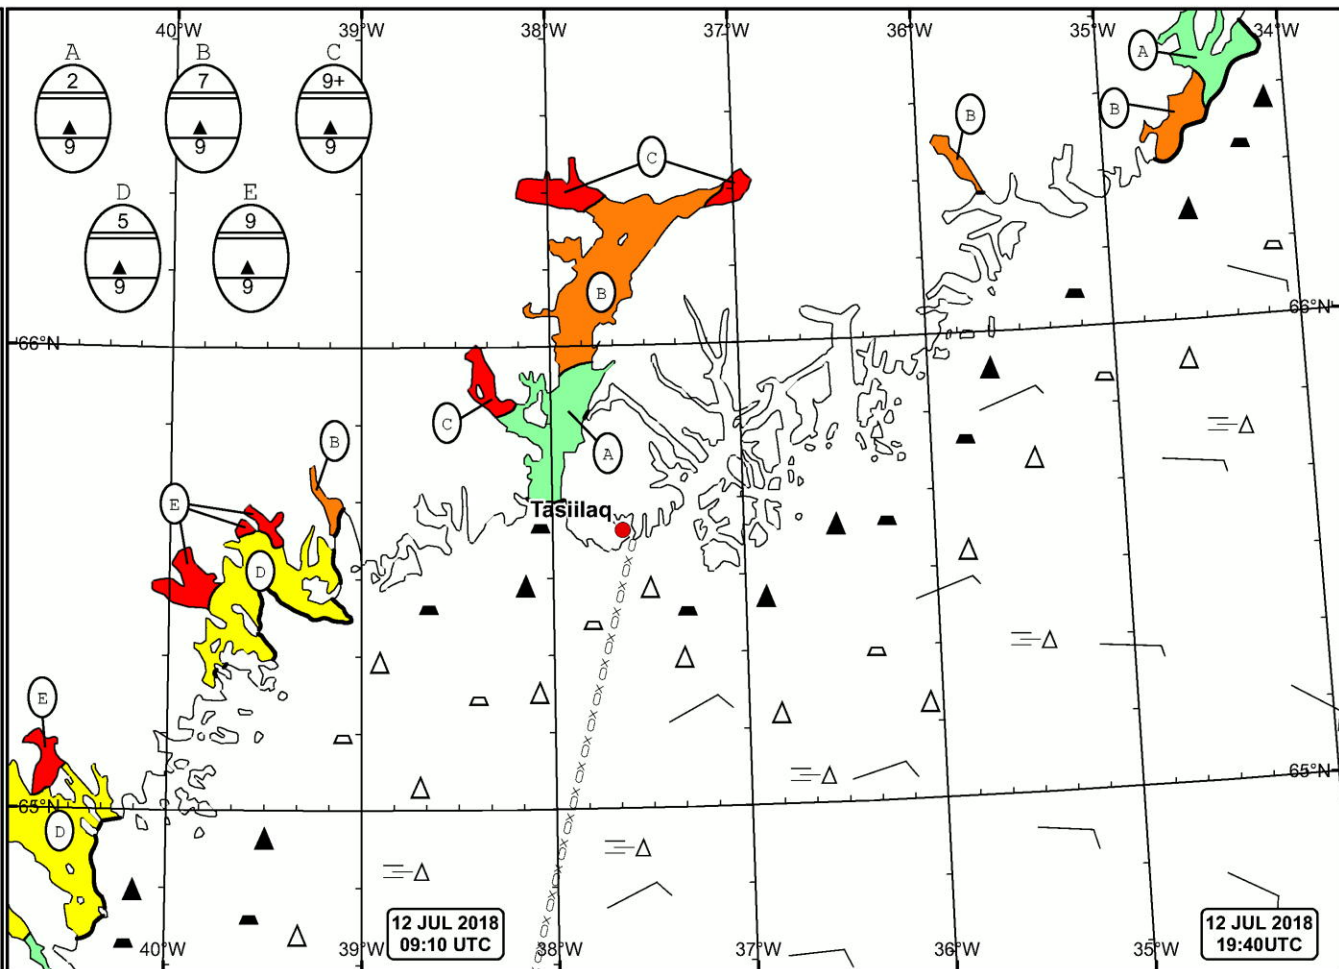 40°W 39°W 38°W 37°W 36°W 35°W 34°W
A B C
2 7 9+
9 9 9
D E
5 9
9 9
A
B
B
C
B
66°N 66°N
C
A
B
E
D
Tasiilaq
E
65°N 65°N
D
12 JUL 2018
09:10 UTC
12 JUL 2018
19:40UTC
40°W 39°W 38°W 37°W 36°W 35°W